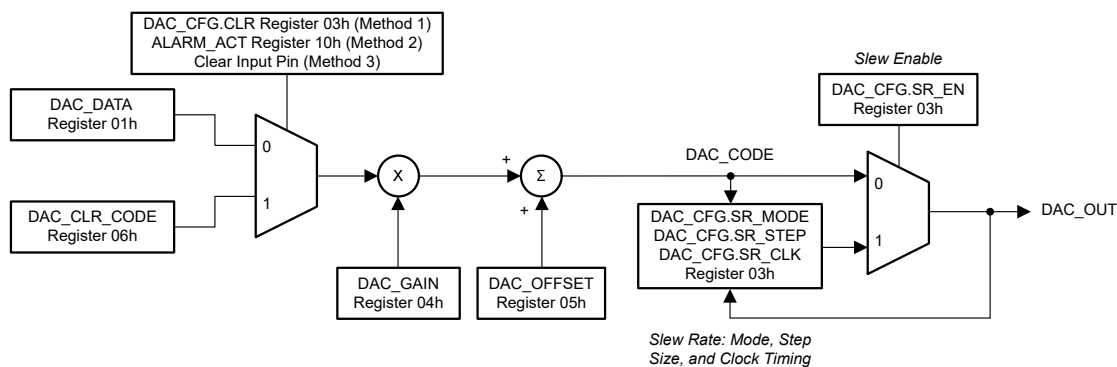 DAC_CFG.CLR Register 03h (Method 1)
ALARM_ACT Register 10h (Method 2)
Clear Input Pin (Method 3)
Slew Enable
DAC_CFG.SR_EN
Register 03h
DAC_DATA
Register 01h
0
1
DAC_CLR_CODE
Register 06h
X
+
Σ
+
DAC_GAIN
Register 04h
DAC_OFFSET
Register 05h
DAC_CODE
DAC_CFG.SR_MODE
DAC_CFG.SR_STEP
DAC_CFG.SR_CLK
Register 03h
0
1
DAC_OUT
Slew Rate: Mode, Step
Size, and Clock Timing